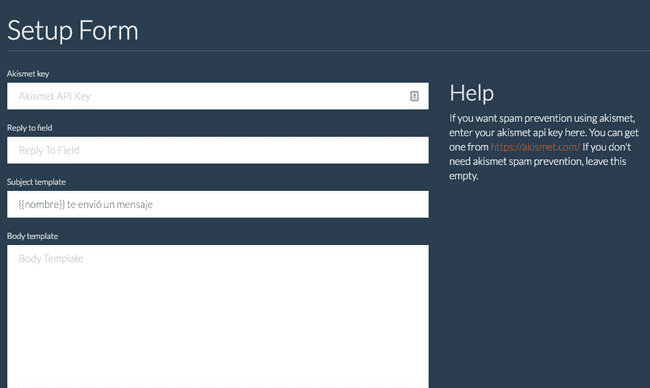 Setup Form
Akismet key
Akismet API Key
Reply to field
Reply To Field
Subject template
{{nombre}} te envió un mensaje
Body template
Body Template
Help
If you want spam prevention using akismet,
enter your akismet api key here. You can get
one from https://akismet.com/ If you don't
need akismet spam prevention, leave this
empty.